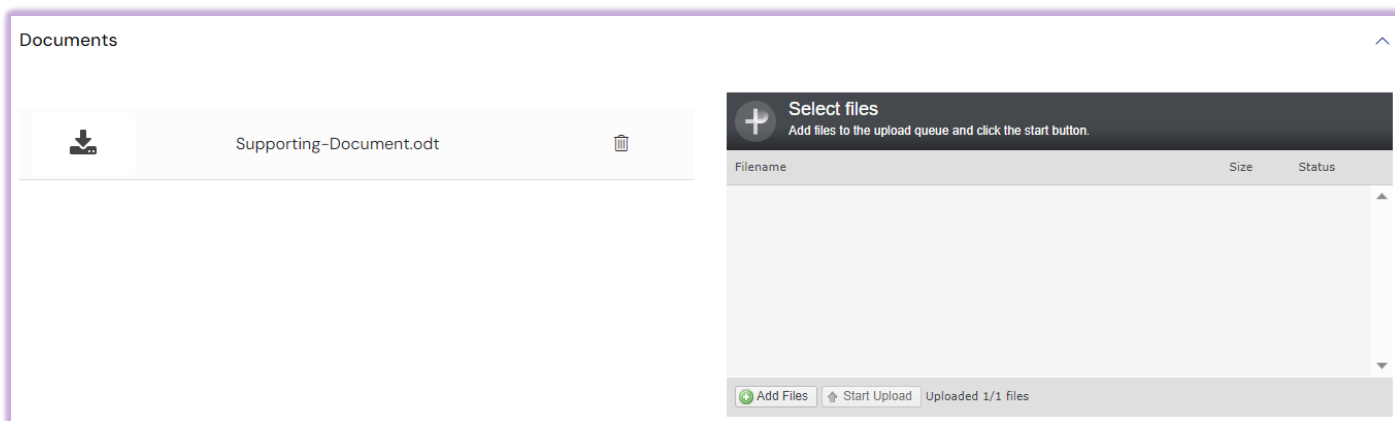 Documents
Supporting-Document.odt
Select files
Add files to the upload queue and click the start button.
Filename Size Status
Add Files Start Upload Uploaded 1/1 files